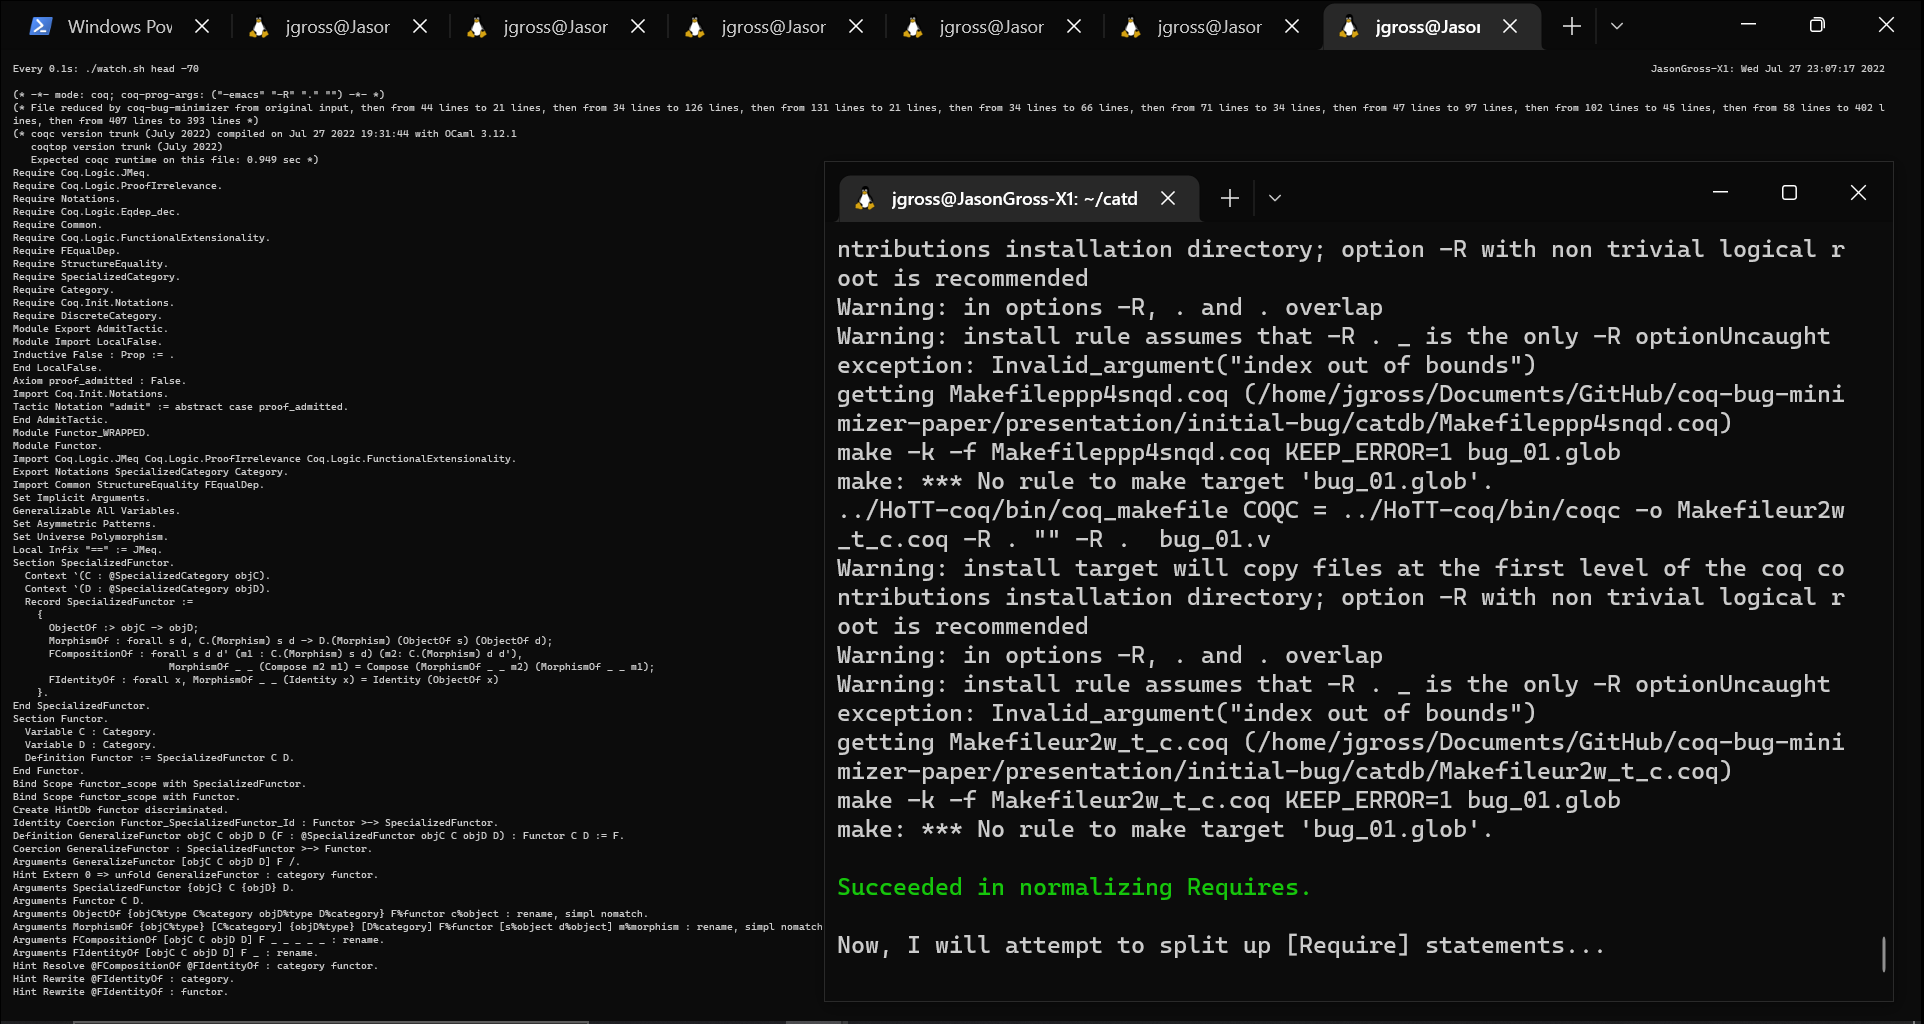 Windows Pov
jgross@Jasor
jgross@Jasor
jgross@Jasor
jgross@Jasor
jgross@Jasor
jgross@Jasor
Every 0.1s: ./watch.sh head -70
JasonGross-X1: Wed Jul 27 23:07:17 2022
(* -*- mode: coq; coq-prog-args: ("-emacs" "-R" "." "") -*- *)
(* File reduced by coq-bug-minimizer from original input, then from 44 lines to 21 lines, then from 34 lines to 126 lines, then from 131 lines to 21 lines, then from 34 lines to 66 lines, then from 71 lines to 34 lines, then from 47 lines to 97 lines, then from 102 lines to 45 lines, then from 58 lines to 402 l
ines, then from 407 lines to 393 lines *)
(* coqc version trunk (July 2022) compiled on Jul 27 2022 19:31:44 with OCaml 3.12.1
   coqtop version trunk (July 2022)
   Expected coqc runtime on this file: 0.949 sec *)
Require Coq.Logic.JMeq.
Require Coq.Logic.ProofIrrelevance.
Require Notations.
Require Coq.Logic.Eqdep_dec.
Require Common.
Require Coq.Logic.FunctionalExtensionality.
Require FEqualDep.
Require StructureEquality.
Require SpecializedCategory.
Require Category.
Require Coq.Init.Notations.
Require DiscreteCategory.
Module Export AdmitTactic.
Module Import LocalFalse.
Inductive False : Prop := .
End LocalFalse.
Axiom proof_admitted : False.
Import Coq.Init.Notations.
Tactic Notation "admit" := abstract case proof_admitted.
End AdmitTactic.
Module Functor_WRAPPED.
Module Functor.
Import Coq.Logic.JMeq Coq.Logic.ProofIrrelevance Coq.Logic.FunctionalExtensionality.
Export Notations SpecializedCategory Category.
Import Common StructureEquality FEqualDep.
Set Implicit Arguments.
Generalizable All Variables.
Set Asymmetric Patterns.
Set Universe Polymorphism.
Local Infix "==" := JMeq.
Section SpecializedFunctor.
  Context `(C : @SpecializedCategory objC).
  Context `(D : @SpecializedCategory objD).
  Record SpecializedFunctor :=
    {
      ObjectOf :> objC -> objD;
      MorphismOf : forall s d, C.(Morphism) s d -> D.(Morphism) (ObjectOf s) (ObjectOf d);
      FCompositionOf : forall s d d' (m1 : C.(Morphism) s d) (m2: C.(Morphism) d d'),
                          MorphismOf _ _ (Compose m2 m1) = Compose (MorphismOf _ _ m2) (MorphismOf _ _ m1);
      FIdentityOf : forall x, MorphismOf _ _ (Identity x) = Identity (ObjectOf x)
    }.
End SpecializedFunctor.
Section Functor.
  Variable C : Category.
  Variable D : Category.
  Definition Functor := SpecializedFunctor C D.
End Functor.
Bind Scope functor_scope with SpecializedFunctor.
Bind Scope functor_scope with Functor.
Create HintDb functor discriminated.
Identity Coercion Functor_SpecializedFunctor_Id : Functor >-> SpecializedFunctor.
Definition GeneralizeFunctor objC C objD D (F : @SpecializedFunctor objC C objD D) : Functor C D := F.
Coercion GeneralizeFunctor : SpecializedFunctor >-> Functor.
Arguments GeneralizeFunctor [objC C objD D] F /.
Hint Extern 0 => unfold GeneralizeFunctor : category functor.
Arguments SpecializedFunctor {objC} C {objD} D.
Arguments Functor C D.
Arguments ObjectOf {objC%type C%category objD%type D%category} F%functor c%object : rename, simpl nomatch.
Arguments MorphismOf {objC%type} [C%category] {objD%type} [D%category] F%functor [s%object d%object] m%morphism : rename, simpl nomatch
Arguments FCompositionOf [objC C objD D] F _ _ _ _ _ : rename.
Arguments FIdentityOf [objC C objD D] F _ : rename.
Hint Resolve @FCompositionOf @FIdentityOf : category functor.
Hint Rewrite @FIdentityOf : category.
Hint Rewrite @FIdentityOf : functor.
jgross@JasonGross-X1: ~/catd
ntributions installation directory; option -R with non trivial logical r
oot is recommended
Warning: in options -R, . and . overlap
Warning: install rule assumes that -R . _ is the only -R optionUncaught
exception: Invalid_argument("index out of bounds")
getting Makefileppp4snqd.coq (/home/jgross/Documents/GitHub/coq-bug-mini
mizer-paper/presentation/initial-bug/catdb/Makefileppp4snqd.coq)
make -k -f Makefileppp4snqd.coq KEEP_ERROR=1 bug_01.glob
make: *** No rule to make target 'bug_01.glob'.
../HoTT-coq/bin/coq_makefile COQC = ../HoTT-coq/bin/coqc -o Makefileur2w
_t_c.coq -R . "" -R .  bug_01.v
Warning: install target will copy files at the first level of the coq co
ntributions installation directory; option -R with non trivial logical r
oot is recommended
Warning: in options -R, . and . overlap
Warning: install rule assumes that -R . _ is the only -R optionUncaught
exception: Invalid_argument("index out of bounds")
getting Makefileur2w_t_c.coq (/home/jgross/Documents/GitHub/coq-bug-mini
mizer-paper/presentation/initial-bug/catdb/Makefileur2w_t_c.coq)
make -k -f Makefileur2w_t_c.coq KEEP_ERROR=1 bug_01.glob
make: *** No rule to make target 'bug_01.glob'.
Succeeded in normalizing Requires.
Now, I will attempt to split up [Require] statements...